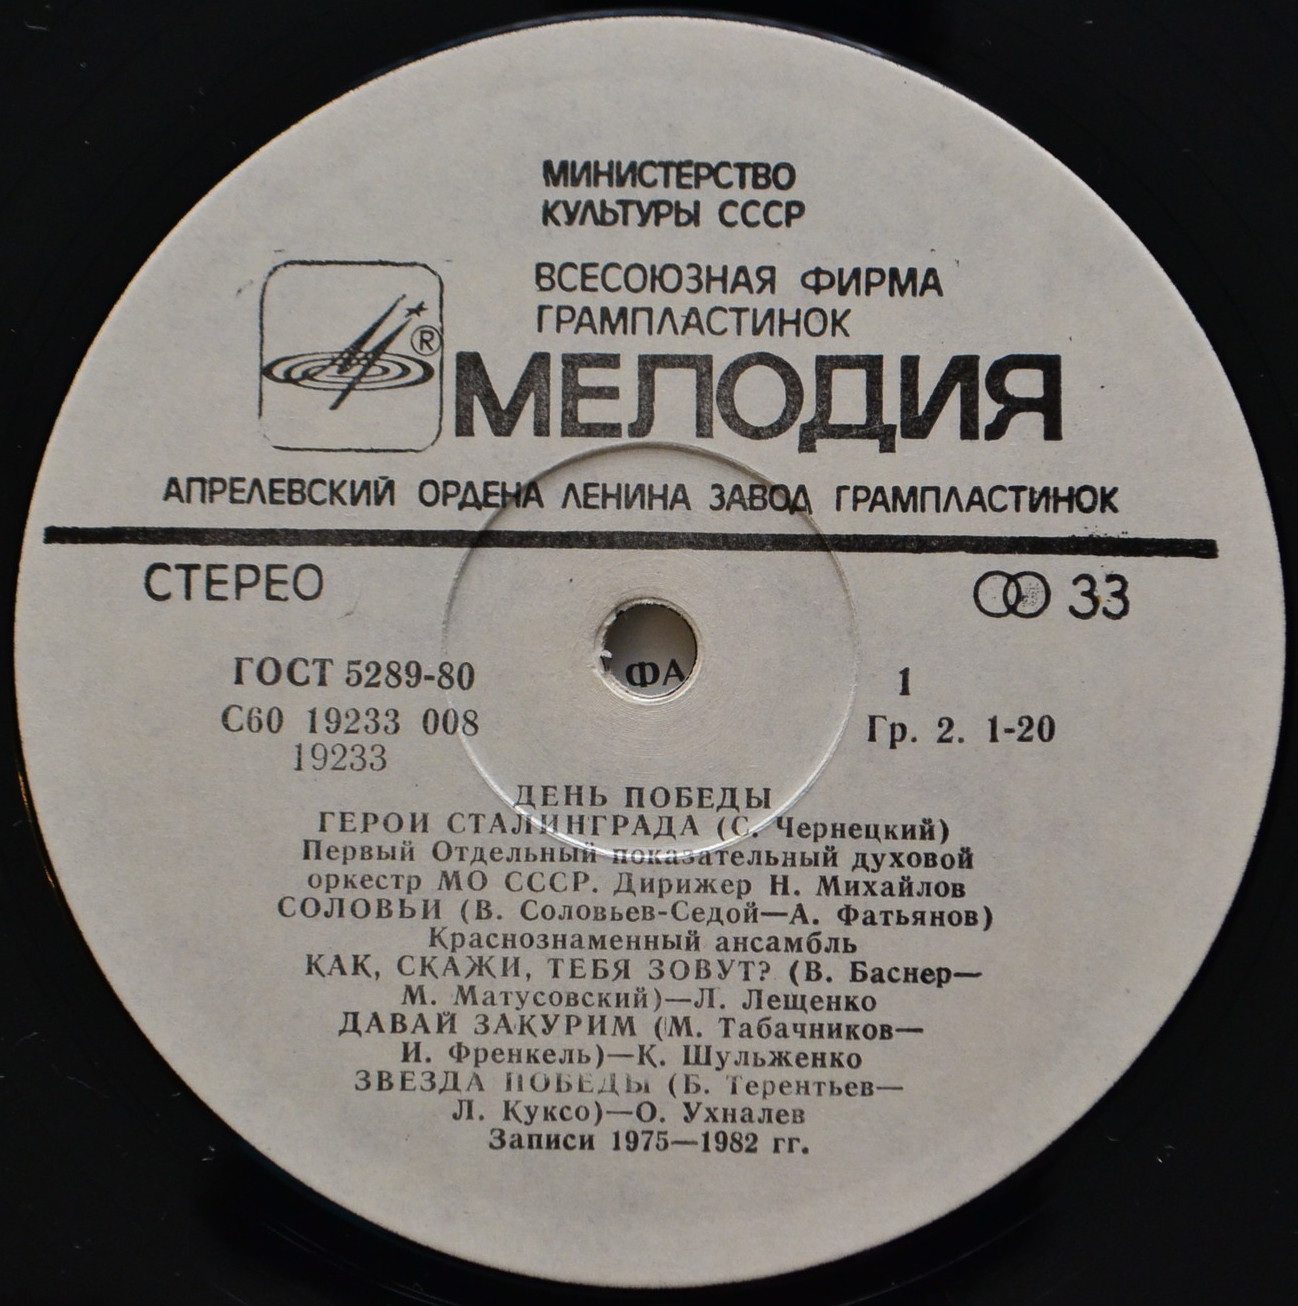 МИНИСТЕРСТВО
КУЛЬТУРЫ СССР
ВСЕСОЮЗНАЯ ФИРМА
ГРАМПЛАСТИНОК
®
МЕЛОДИЯ
АПРЕЛЕВСКИЙ ОРДЕНА ЛЕНИНА ЗАВОД ГРАМПЛАСТИНОК
СТЕРЕО 33
ФА
ГОСТ 5289-80 1
С60 19233 008 Гр. 2. 1-20
19233
ДЕНЬ ПОБЕДЫ
ГЕРОИ СТАЛИНГРАДА (С. Чернецкий)
Первый Отдельный показательный духовой
оркестр МО СССР. Дирижер Н. Михайлов
СОЛОВЬИ (В. Соловьев-Седой—А. Фатьянов)
Краснознаменный ансамбль
КАК, СКАЖИ, ТЕБЯ ЗОВУТ? (В. Баснер—
М. Матусовский)—Л. Лещенко
ДАВАЙ ЗАКУРИМ (М. Табачников—
И. Френкель)—К. Шульженко
ЗВЕЗДА ПОБЕДЫ (Б. Терентьев—
Л. Куксо)—О. Ухналев
Записи 1975—1982 гг.